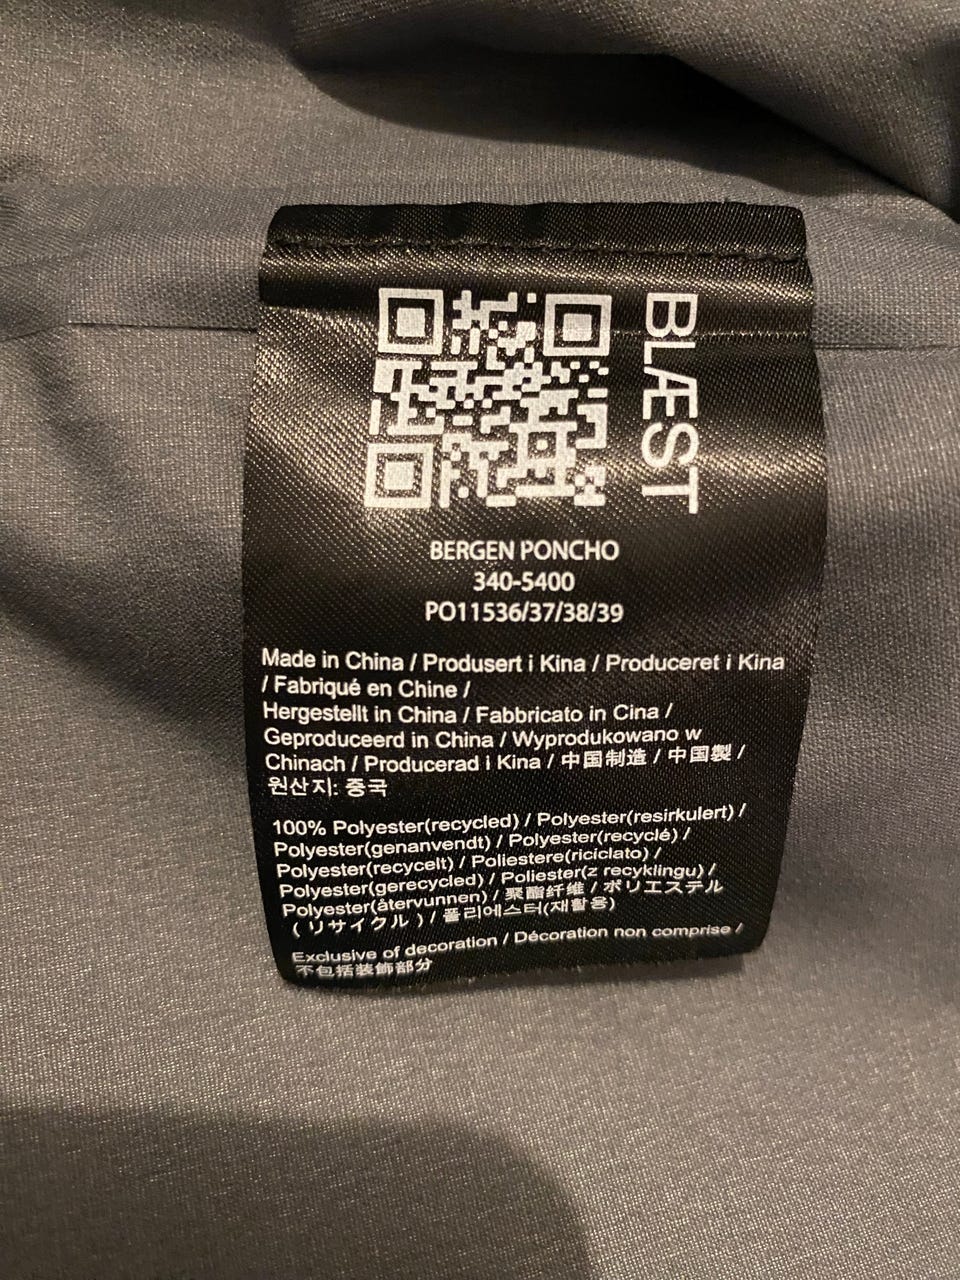 BLÆST
BERGEN PONCHO
340-5400
PO11536/37/38/39
Made in China / Produsert i Kina / Produceret i Kina
/ Fabriqué en Chine /
Hergestellt in China / Fabbricato in Cina /
Geproduceerd in China / Wyprodukowano w
Chinach / Producerad i Kina / 中国制造 / 中国製 /
원산지: 중국
100% Polyester(recycled) / Polyester(resirkulert) /
Polyester(genanvendt) / Polyester(recyclé) /
Polyester(recycelt) / Poliestere(riciclato) /
Polyester(gerecycled) / Poliester(z recyklingu) /
Polyester(återvunnen) / 聚酯纤维 / ポリエステル
(リサイクル) / 폴리에스터(재활용)
Exclusive of decoration / Décoration non comprise /
不包括装飾部分